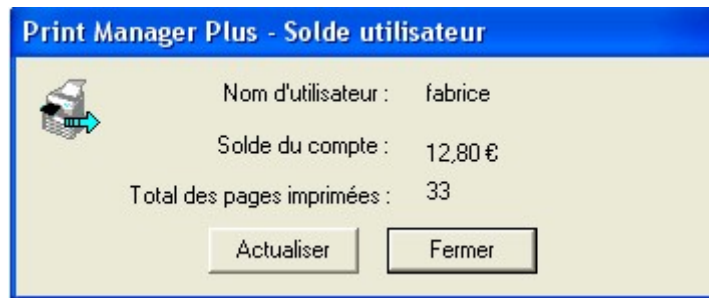 Print Manager Plus - Solde utilisateur
Nom d'utilisateur : fabrice
Solde du compte : 12,80 €
Total des pages imprimées : 33
Actualiser Fermer